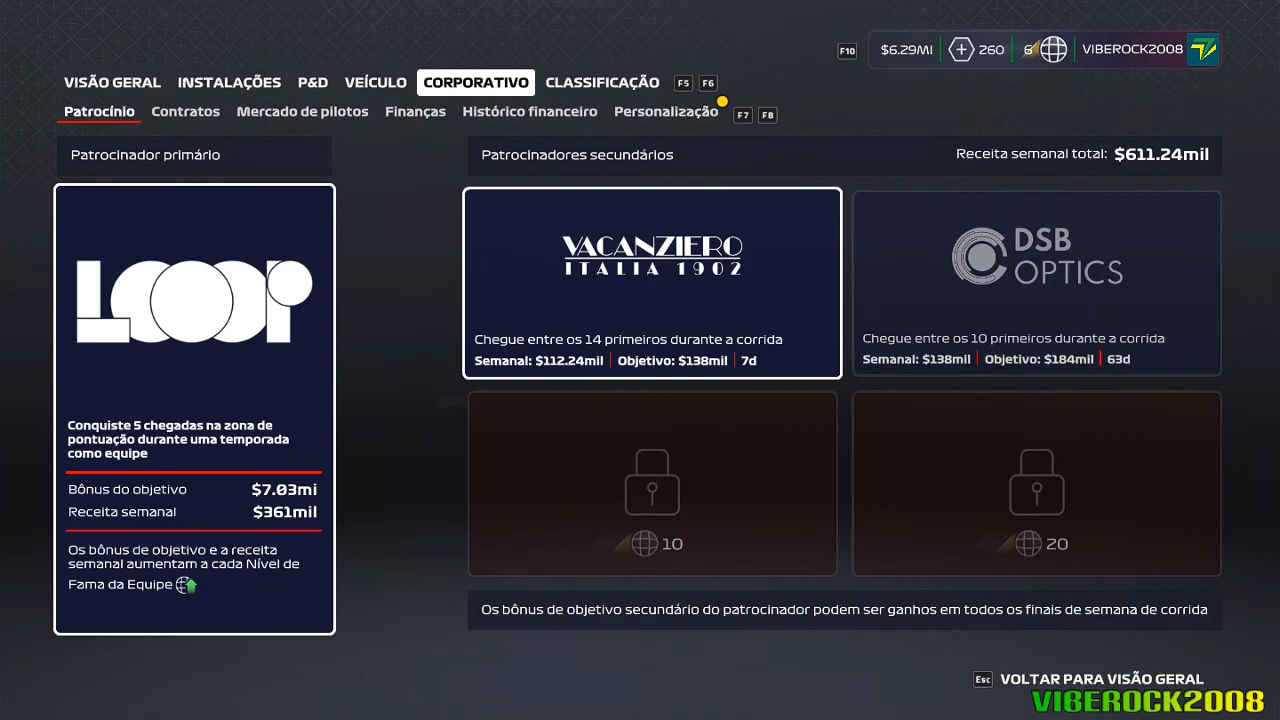 F10
$6.29MI
260
6
VIBEROCK2008
VISÃO GERAL INSTALAÇÕES P&D VEÍCULO CORPORATIVO CLASSIFICAÇÃO F5 F6
Patrocínio Contratos Mercado de pilotos Finanças Histórico financeiro Personalização F7 F8
Patrocinador primário
Patrocinadores secundários
Receita semanal total: $611.24mil
LOOP
Conquiste 5 chegadas na zona de
pontuação durante uma temporada
como equipe
Bônus do objetivo $7.03mi
Receita semanal $361mil
Os bônus de objetivo e a receita
semanal aumentam a cada Nível de
Fama da Equipe
VACANZIERO
ITALIA 1902
Chegue entre os 14 primeiros durante a corrida
Semanal: $112.24mil Objetivo: $138mil 7d
DSB
OPTICS
Chegue entre os 10 primeiros durante a corrida
Semanal: $138mil Objetivo: $184mil 63d
10
20
Os bônus de objetivo secundário do patrocinador podem ser ganhos em todos os finais de semana de corrida
Esc VOLTAR PARA VISÃO GERAL
VIBEROCK2008